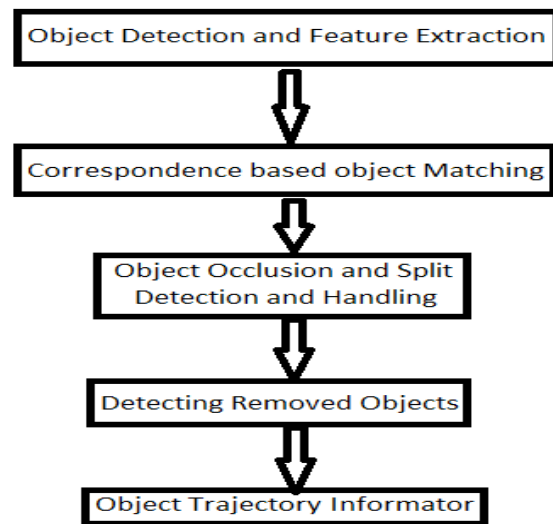 Object Detection and Feature Extraction
Correspondence based object Matching
Object Occlusion and Split
Detection and Handling
Detecting Removed Objects
Object Trajectory Informator